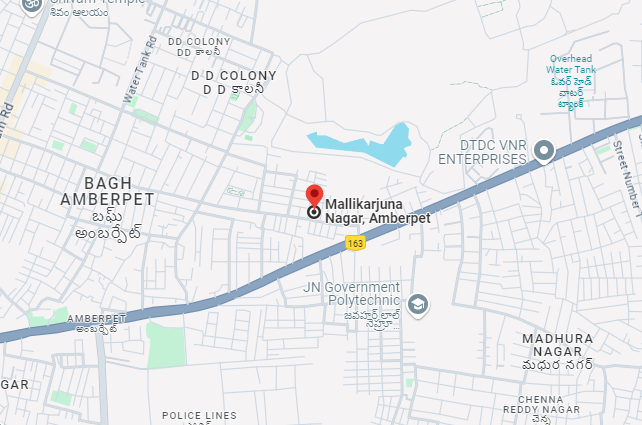 Shivam Temple
శివం ఆలయం
DD COLONY
DD కాలనీ
Water Tank Rd
D D COLONY
D D కాలనీ
Overhead
Water Tank
ఓవర్ హెడ్
వాటర్
ట్యాంక్
DTDC VNR
ENTERPRISES
Street Number
BAGH
AMBERPET
బాఘ్
అంబర్పేట్
Mallikarjuna
Nagar, Amberpet
163
JN Government
Polytechnic
జవహర్ లాల్
నెహ్రూ...
AMBERPET
అంబర్‌పేట్
MADHURA
NAGAR
మధుర నగర్
GAR
CHENNA
REDDY NAGAR
చెన్న
POLICE LINES